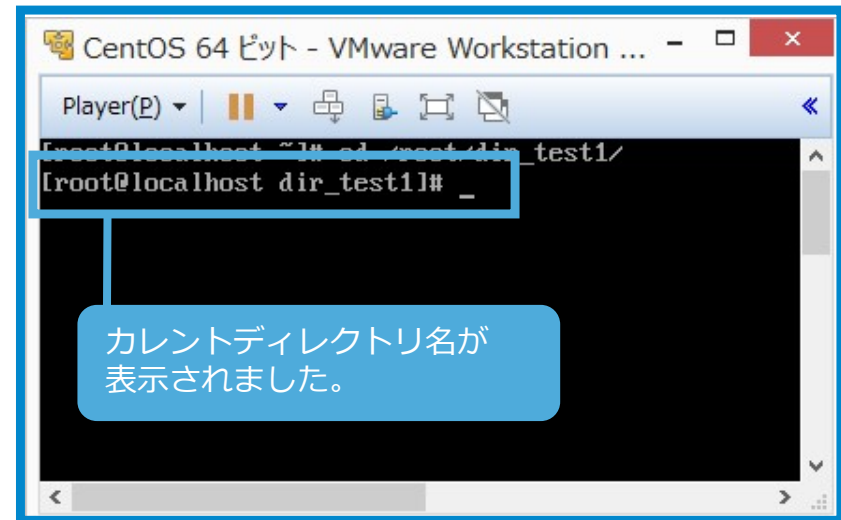 CentOS 64 ビット - VMware Workstation ...
Player(P)
[root@localhost ~]# cd /root/dir_test1/
[root@localhost dir_test1]# _
カレントディレクトリ名が
表示されました。